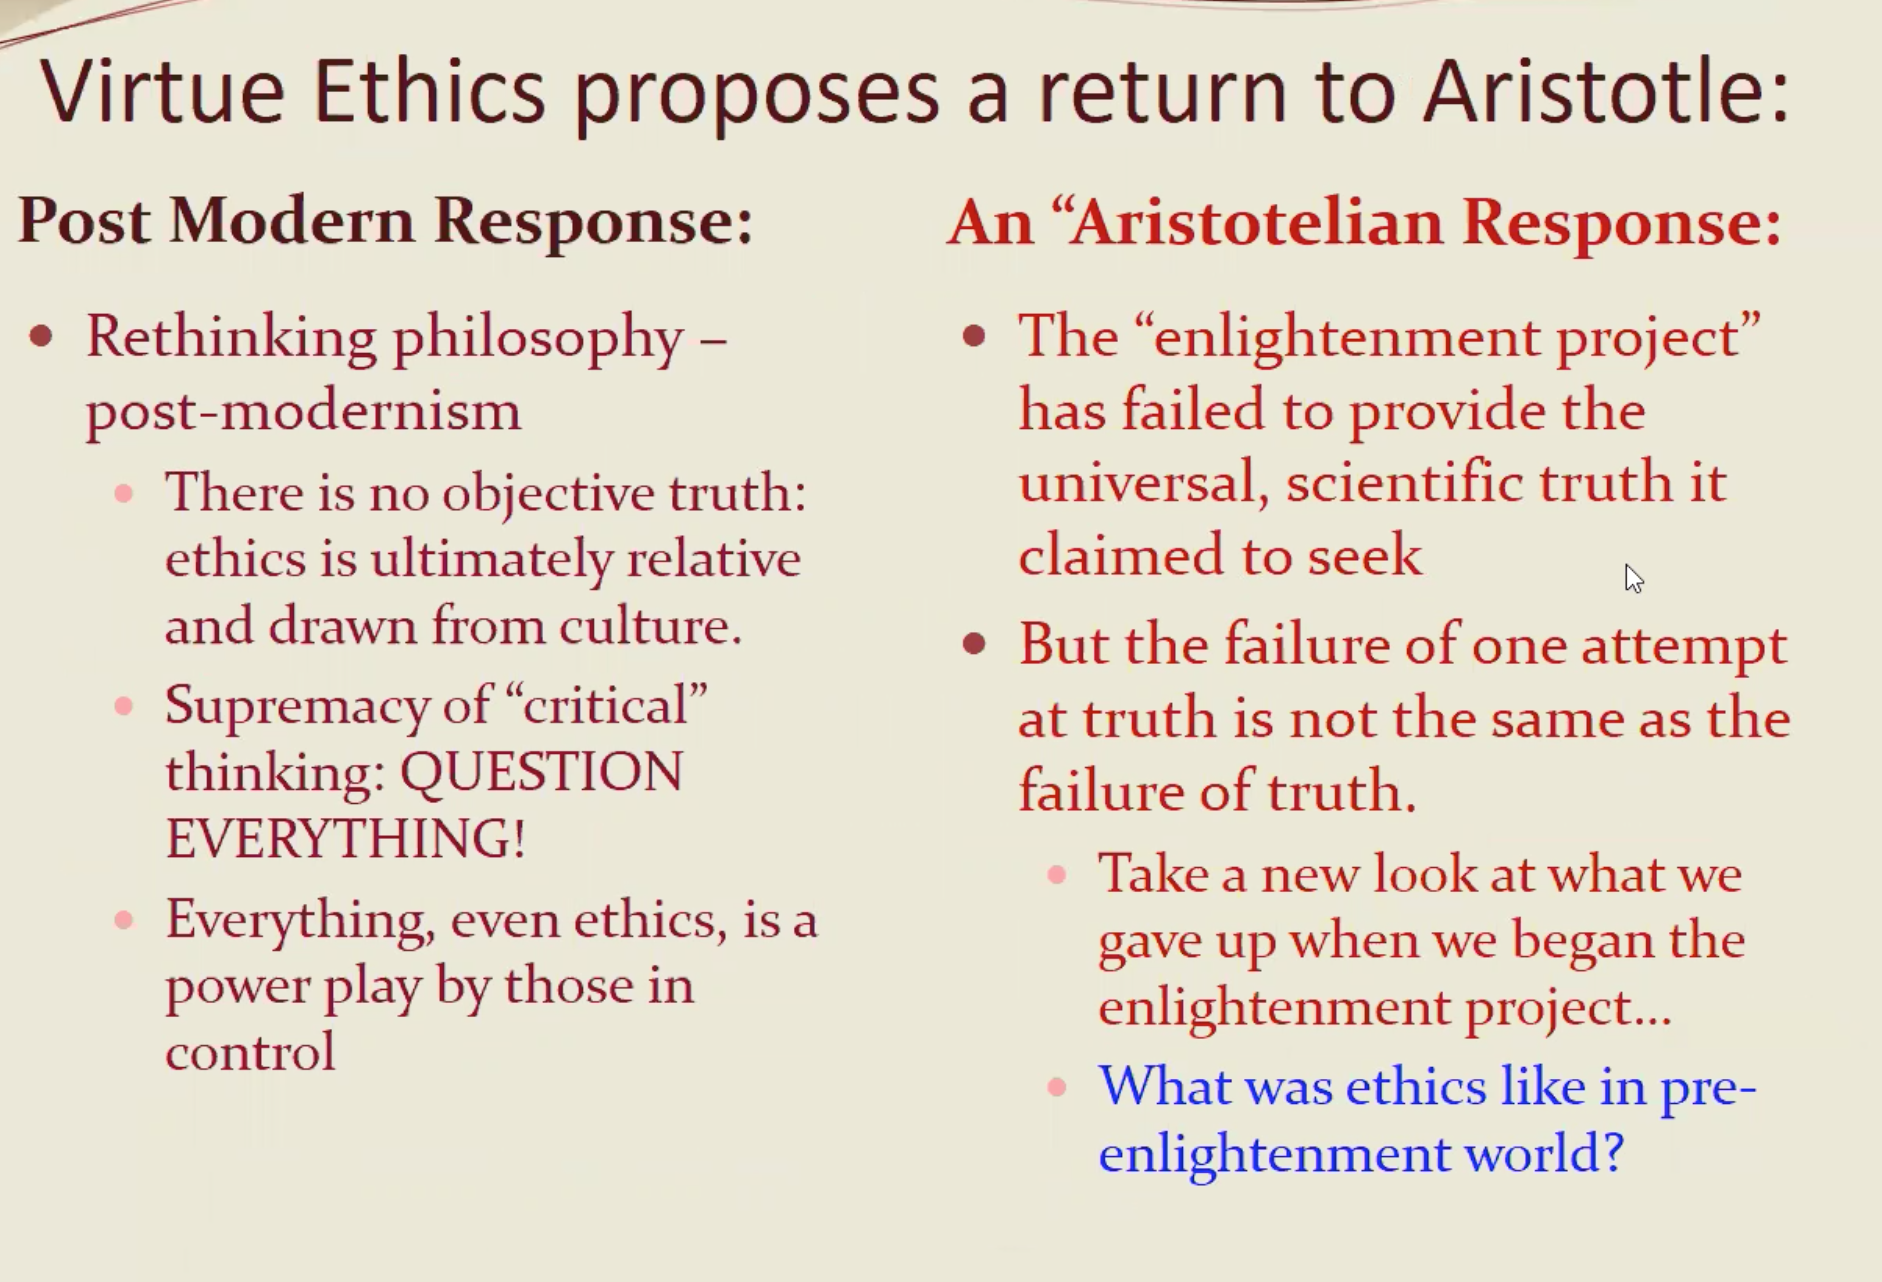 Virtue Ethics proposes a return to Aristotle:
Post Modern Response:
Rethinking philosophy –
post-modernism
There is no objective truth:
ethics is ultimately relative
and drawn from culture.
Supremacy of “critical”
thinking: QUESTION
EVERYTHING!
Everything, even ethics, is a
power play by those in
control
An “Aristotelian Response:
The “enlightenment project”
has failed to provide the
universal, scientific truth it
claimed to seek
But the failure of one attempt
at truth is not the same as the
failure of truth.
Take a new look at what we
gave up when we began the
enlightenment project...
What was ethics like in pre-
enlightenment world?